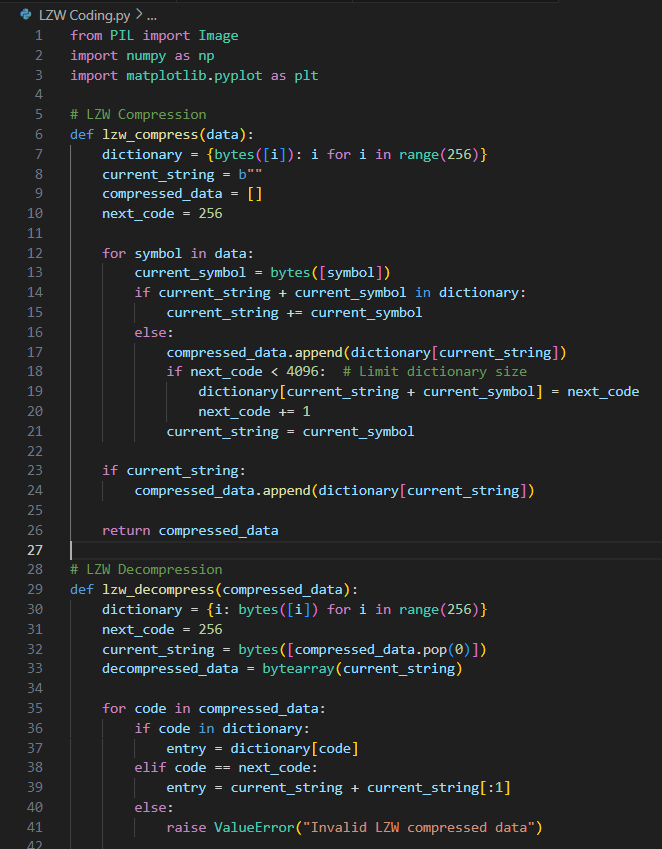 LZW Coding.py > ...
1 from PIL import Image
2 import numpy as np
3 import matplotlib.pyplot as plt
4
5 # LZW Compression
6 def lzw_compress(data):
7     dictionary = {bytes([i]): i for i in range(256)}
8     current_string = b""
9     compressed_data = []
10     next_code = 256
11
12     for symbol in data:
13         current_symbol = bytes([symbol])
14         if current_string + current_symbol in dictionary:
15             current_string += current_symbol
16         else:
17             compressed_data.append(dictionary[current_string])
18             if next_code < 4096:  # Limit dictionary size
19                 dictionary[current_string + current_symbol] = next_code
20                 next_code += 1
21             current_string = current_symbol
22
23     if current_string:
24         compressed_data.append(dictionary[current_string])
25
26     return compressed_data
27
28 # LZW Decompression
29 def lzw_decompress(compressed_data):
30     dictionary = {i: bytes([i]) for i in range(256)}
31     next_code = 256
32     current_string = bytes([compressed_data.pop(0)])
33     decompressed_data = bytearray(current_string)
34
35     for code in compressed_data:
36         if code in dictionary:
37             entry = dictionary[code]
38         elif code == next_code:
39             entry = current_string + current_string[:1]
40         else:
41             raise ValueError("Invalid LZW compressed data")
42